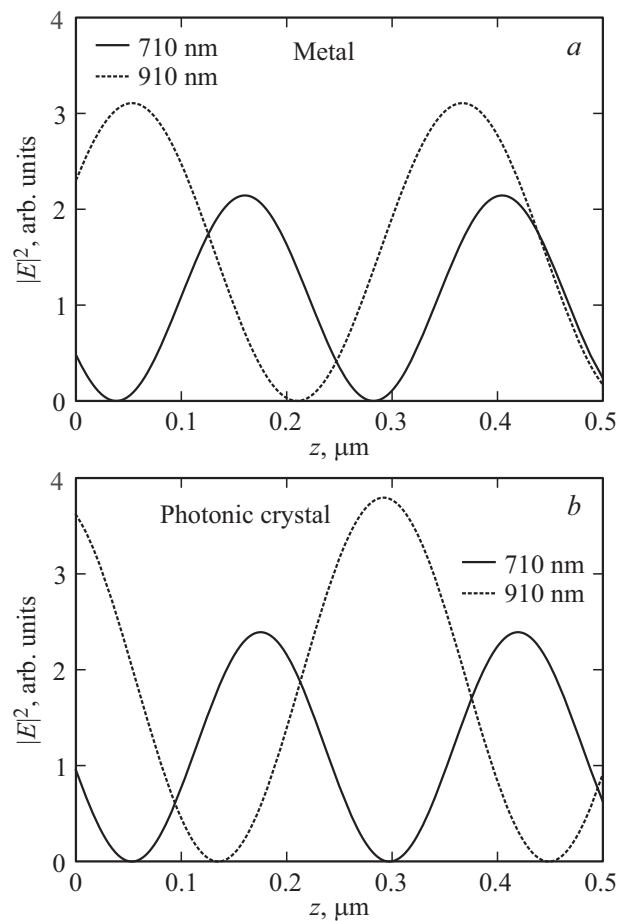 4
710 nm
Metal
a
910 nm
3
2
1
0
|E|², arb. units
0 0.1 0.2 0.3 0.4 0.5
z, μm
4
Photonic crystal
b
710 nm
910 nm
3
2
1
0
|E|², arb. units
0 0.1 0.2 0.3 0.4 0.5
z, μm